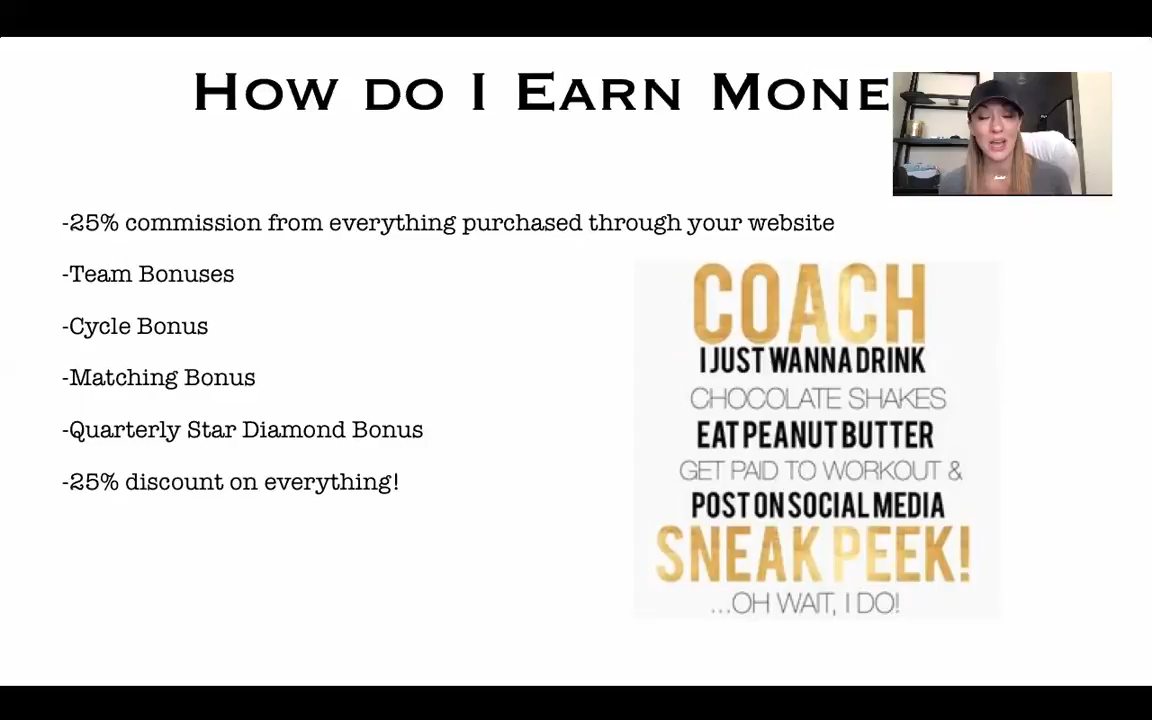 How do I Earn Mone
-25% commission from everything purchased through your website
-Team Bonuses
-Cycle Bonus
-Matching Bonus
-Quarterly Star Diamond Bonus
-25% discount on everything!
COACH
I JUST WANNA DRINK
CHOCOLATE SHAKES
EAT PEANUT BUTTER
GET PAID TO WORKOUT &
POST ON SOCIAL MEDIA
SNEAK PEEK!
...OH WAIT, I DO!